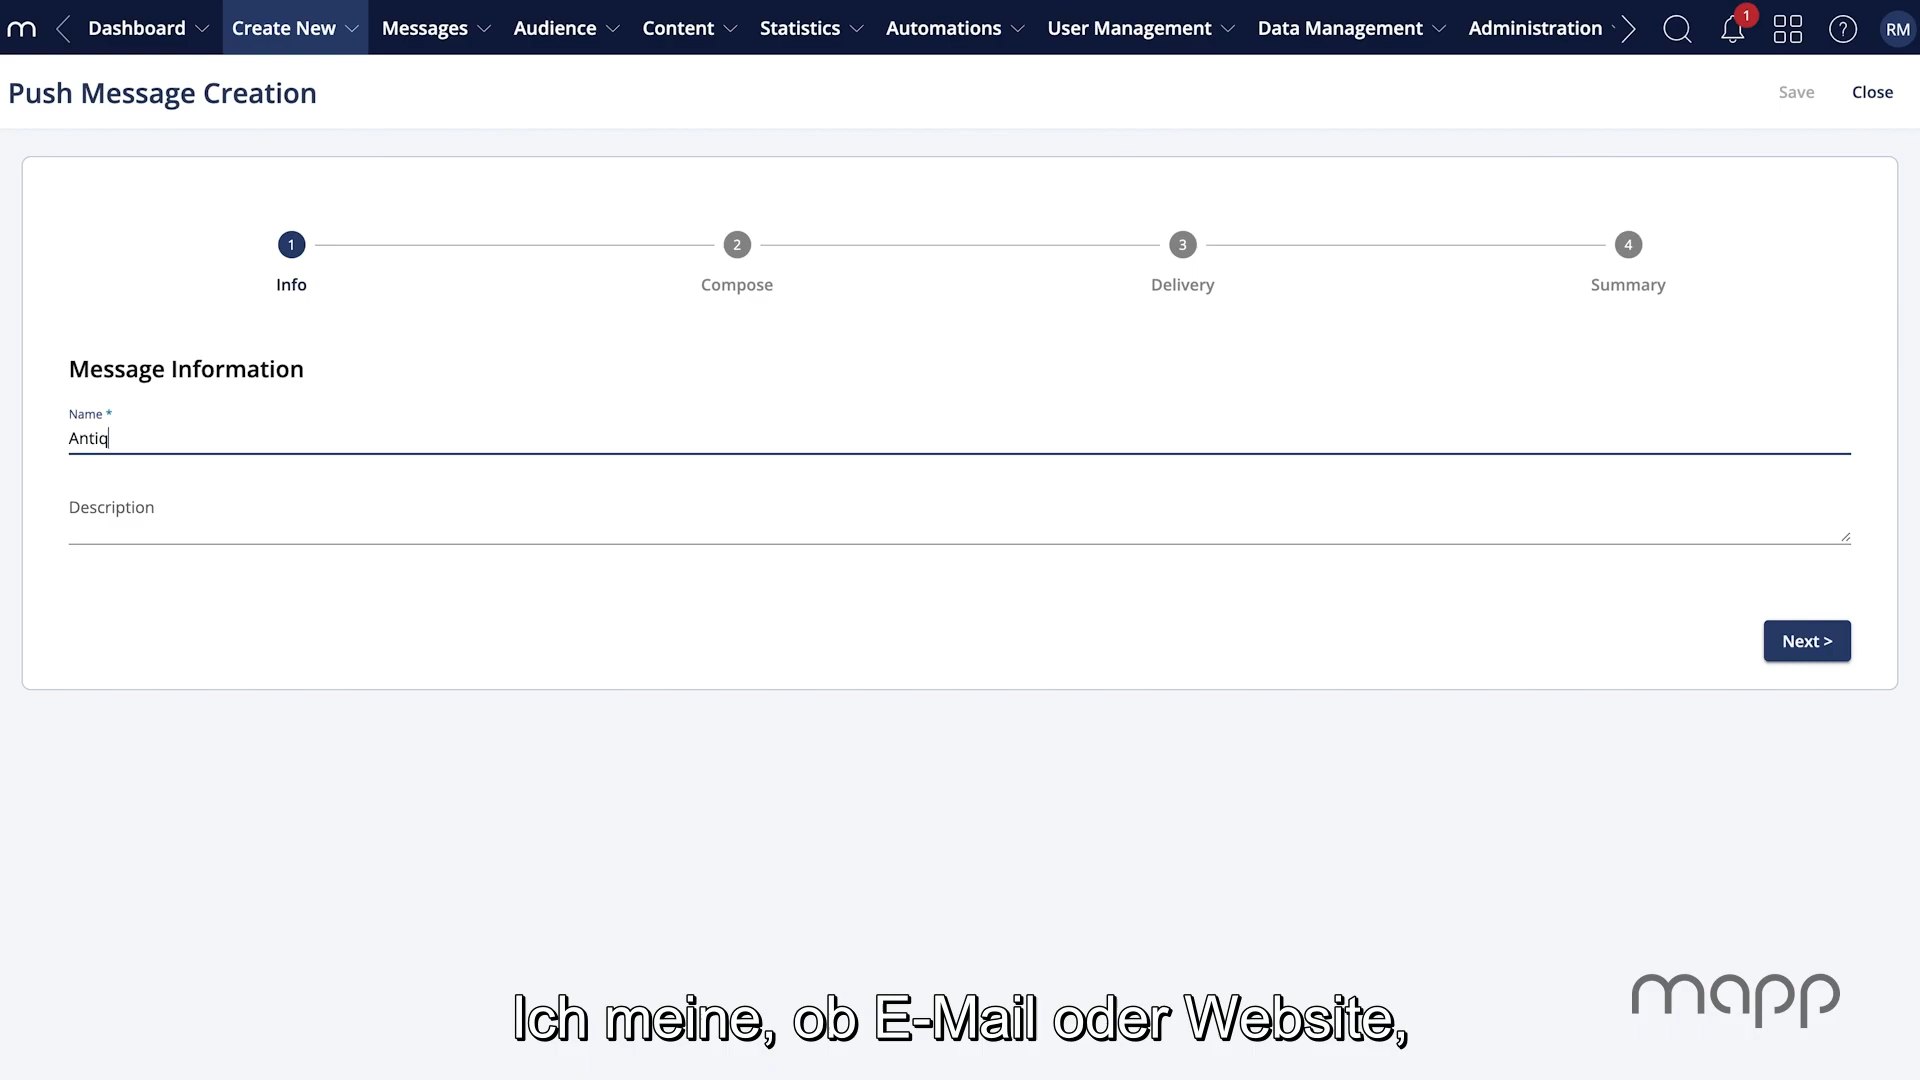 m Dashboard Create New Messages Audience Content Statistics Automations User Management Data Management Administration 1 ? RM
Push Message Creation
Save Close
1 2 3 4
Info Compose Delivery Summary
Message Information
Name *
Antiq
Description
Next >
mapp
Ich meine, ob E-Mail oder Website,